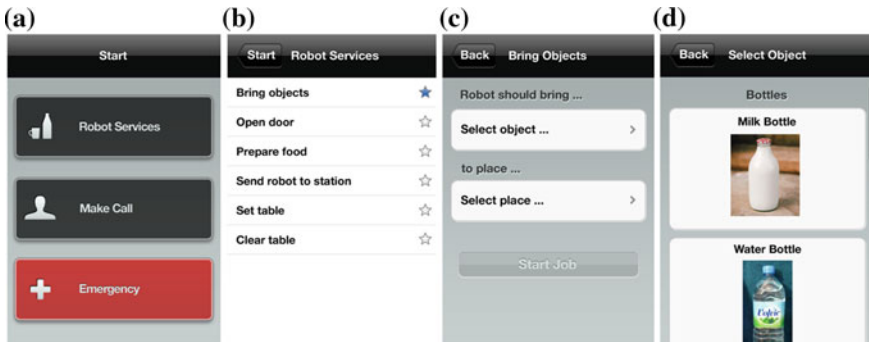 (a)
Start
Robot Services
Make Call
Emergency
(b)
Start Robot Services
Bring objects
Open door
Prepare food
Send robot to station
Set table
Clear table
(c)
Back Bring Objects
Robot should bring ...
Select object ...
to place ...
Select place ...
Start Job
(d)
Back Select Object
Bottles
Milk Bottle
Water Bottle
Volvic